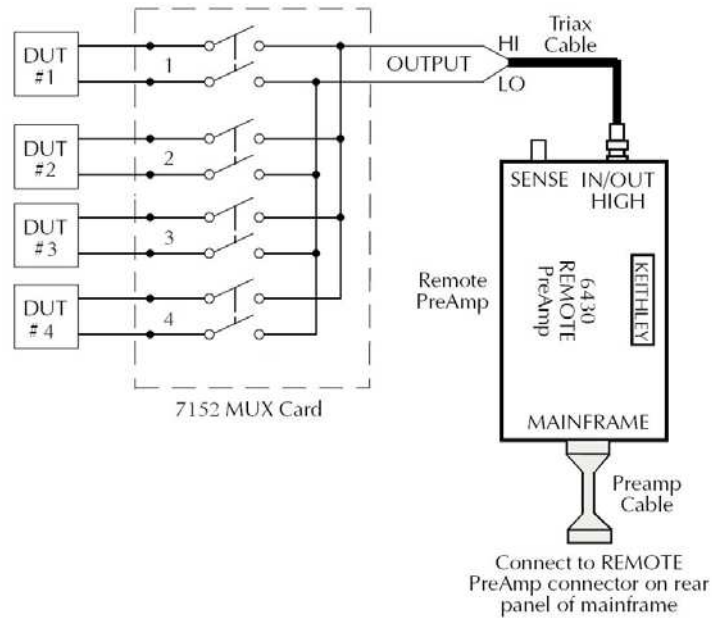 DUT
#1
DUT
#2
DUT
#3
DUT
# 4
1
2
3
4
7152 MUX Card
OUTPUT
HI
LO
Triax
Cable
SENSE
IN/OUT
HIGH
Remote
PreAmp
6430
REMOTE
PreAmp
KEITHLEY
MAINFRAME
Preamp
Cable
Connect to REMOTE
PreAmp connector on rear
panel of mainframe